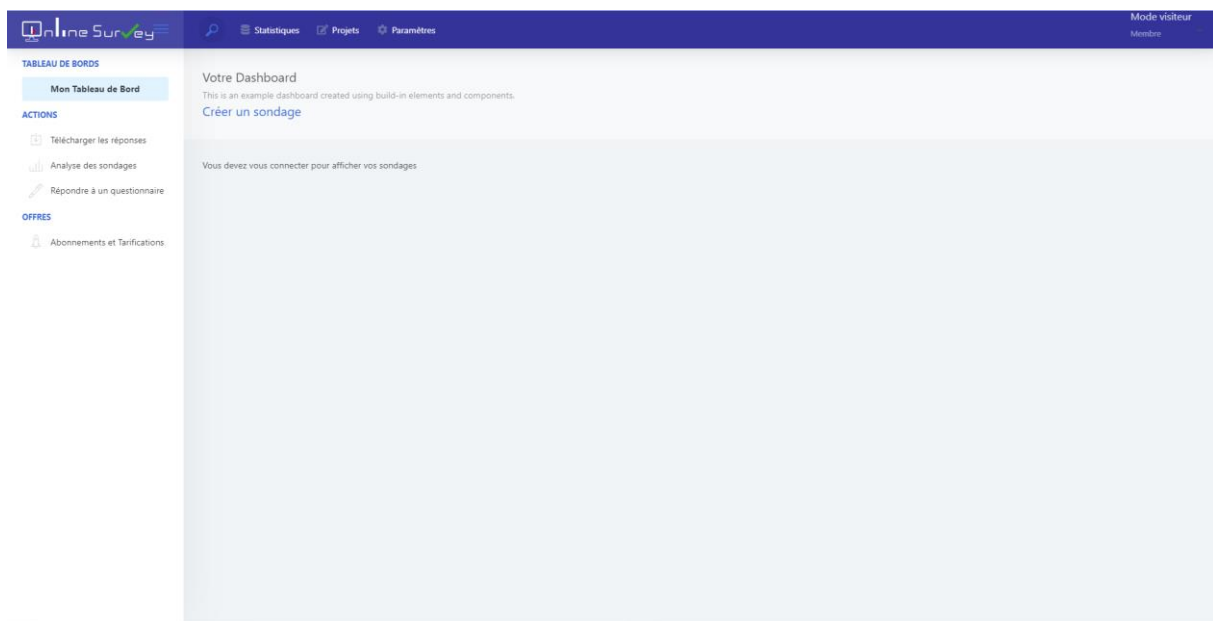 Online Survey
Statistiques Projets Paramètres
Mode visiteur
Membre
TABLEAU DE BORDS
Mon Tableau de Bord
ACTIONS
Télécharger les réponses
Analyse des sondages
Répondre à un questionnaire
OFFRES
Abonnements et Tarifications
Votre Dashboard
This is an example dashboard created using build-in elements and components.
Créer un sondage
Vous devez vous connecter pour afficher vos sondages